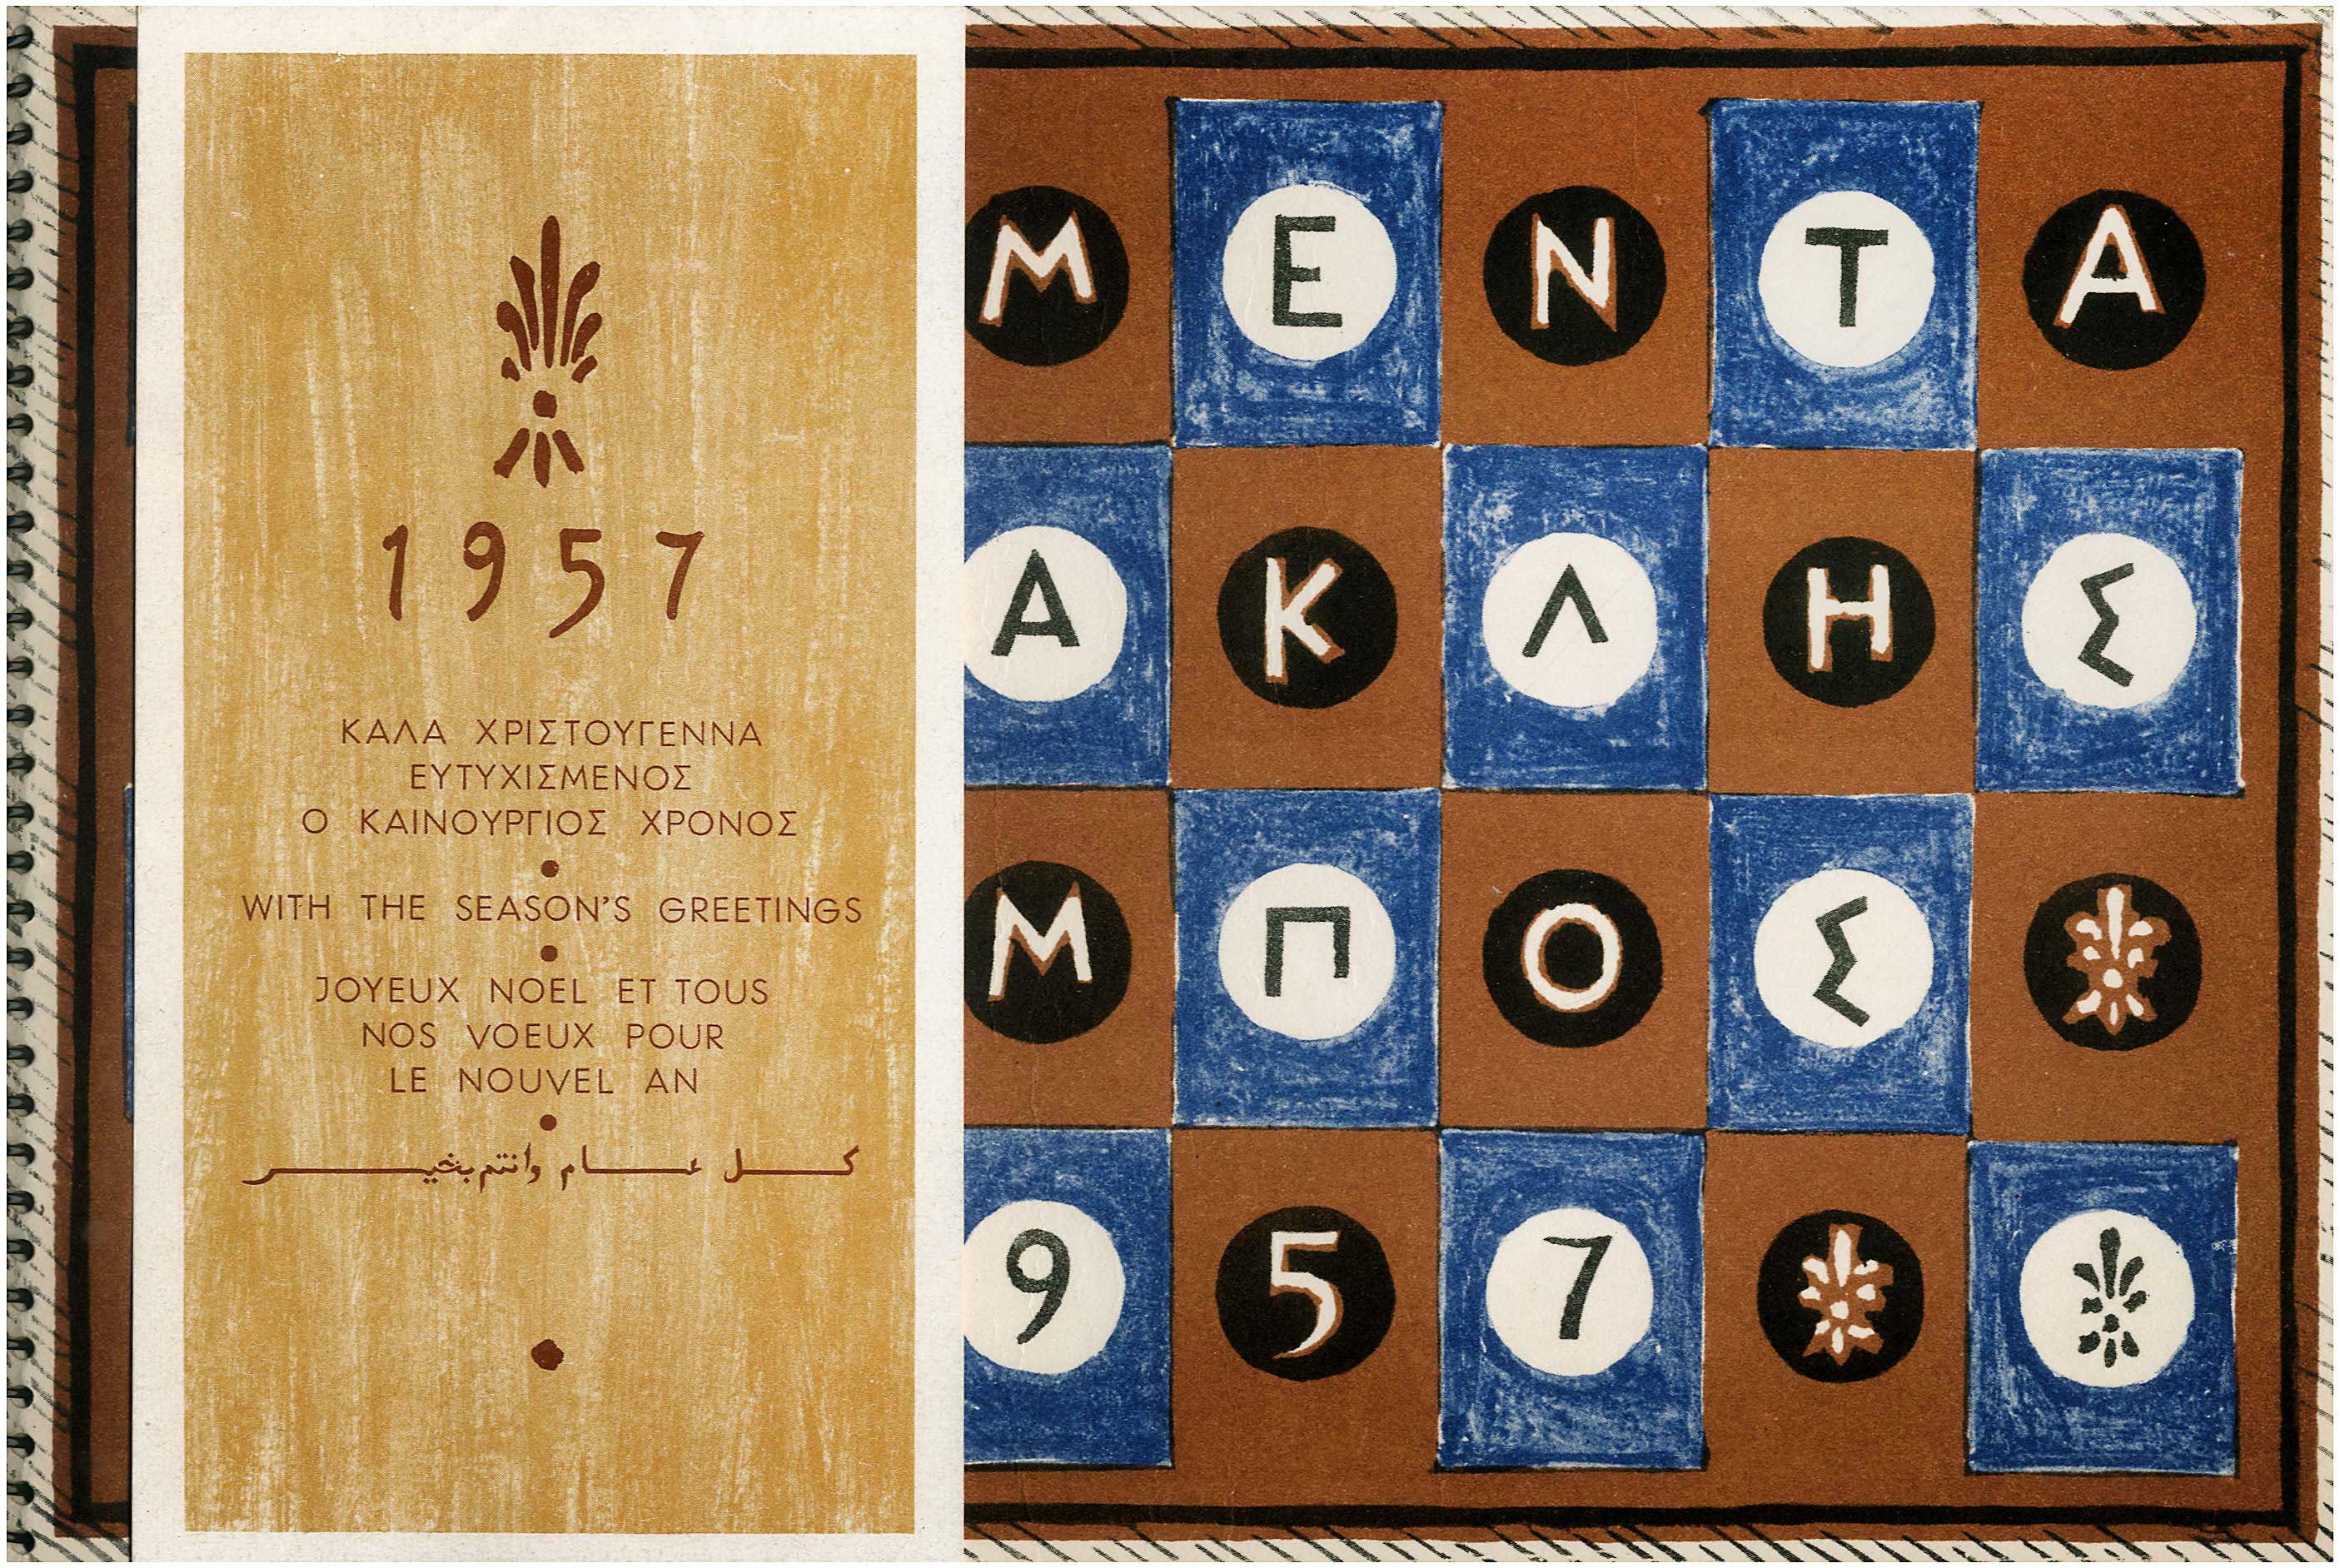 1957
ΚΑΛΑ ΧΡΙΣΤΟΥΓΕΝΝΑ
ΕΥΤΥΧΙΣΜΕΝΟΣ
Ο ΚΑΙΝΟΥΡΓΙΟΣ ΧΡΟΝΟΣ
WITH THE SEASON'S GREETINGS
JOYEUX NOEL ET TOUS
NOS VOEUX POUR
LE NOUVEL AN
كل عام وانتم بخير
ΜΕΝΤΑ
ΑΚΛΗΣ
ΜΠΟΣ
957